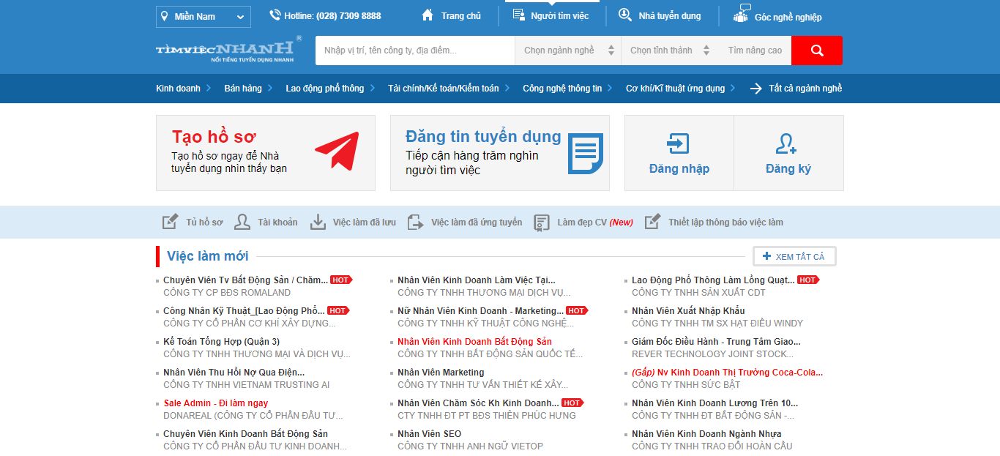 Miền Nam
Hotline: (028) 7309 8888
Trang chủ
Người tìm việc
Nhà tuyển dụng
Góc nghề nghiệp
TÌMVIỆCNHANH®
NỔI TIẾNG TUYỂN DỤNG NHANH
Nhập vị trí, tên công ty, địa điểm...
Chọn ngành nghề
Chọn tỉnh thành
Tìm nâng cao
Kinh doanh
Bán hàng
Lao động phổ thông
Tài chính/Kế toán/Kiểm toán
Công nghệ thông tin
Cơ khí/Kĩ thuật ứng dụng
Tất cả ngành nghề
Tạo hồ sơ
Tạo hồ sơ ngay để Nhà
tuyển dụng nhìn thấy bạn
Đăng tin tuyển dụng
Tiếp cận hàng trăm nghìn
người tìm việc
Đăng nhập
Đăng ký
Tủ hồ sơ
Tài khoản
Việc làm đã lưu
Việc làm đã ứng tuyển
Làm đẹp CV (New)
Thiết lập thông báo việc làm
Việc làm mới
XEM TẤT CẢ
Chuyên Viên Tv Bất Động Sản / Chăm... HOT
CÔNG TY CP BĐS ROMALAND
Công Nhân Kỹ Thuật_[Lao Động Phổ... HOT
CÔNG TY CỔ PHẦN CƠ KHÍ XÂY DỰNG...
Kế Toán Tổng Hợp (Quận 3)
CÔNG TY TNHH THƯƠNG MẠI VÀ DỊCH VỤ...
Nhân Viên Thu Hồi Nợ Qua Điện...
CÔNG TY TNHH VIETNAM TRUSTING AI
Sale Admin - Đi làm ngay
DONAREAL (CÔNG TY CỔ PHẦN ĐẦU TƯ...
Chuyên Viên Kinh Doanh Bất Động Sản
CÔNG TY CỔ PHẦN ĐẦU TƯ KINH DOANH...
Nhân Viên Kinh Doanh Làm Việc Tại...
CÔNG TY TNHH THƯƠNG MẠI DỊCH VỤ...
Nữ Nhân Viên Kinh Doanh - Marketing... HOT
CÔNG TY TNHH KỸ THUẬT CÔNG NGHỆ...
Nhân Viên Kinh Doanh Bất Động Sản
CÔNG TY TNHH BẤT ĐỘNG SẢN QUỐC TẾ...
Nhân Viên Marketing
CÔNG TY TNHH TƯ VẤN THIẾT KẾ XÂY...
Nhân Viên Chăm Sóc Kh Kinh Doanh... HOT
CTY TNHH ĐT PT BĐS THIÊN PHÚC HƯNG
Nhân Viên SEO
CÔNG TY TNHH ANH NGỮ VIETOP
Lao Động Phổ Thông Làm Lồng Quạt... HOT
CÔNG TY TNHH SẢN XUẤT CDT
Nhân Viên Xuất Nhập Khẩu
CÔNG TY TNHH TM SX HẠT ĐIỀU WINDY
Giám Đốc Điều Hành - Trung Tâm Giao...
REVER TECHNOLOGY JOINT STOCK...
(Gấp) Nv Kinh Doanh Thị Trường Coca-Cola...
CÔNG TY TNHH SỨC BẬT
Nhân Viên Kinh Doanh Lương Trên 10...
CÔNG TY TNHH ĐT BẤT ĐỘNG SẢN -...
Nhân Viên Kinh Doanh Ngành Nhựa
CÔNG TY TNHH TRAO ĐỔI HOÀN CẦU